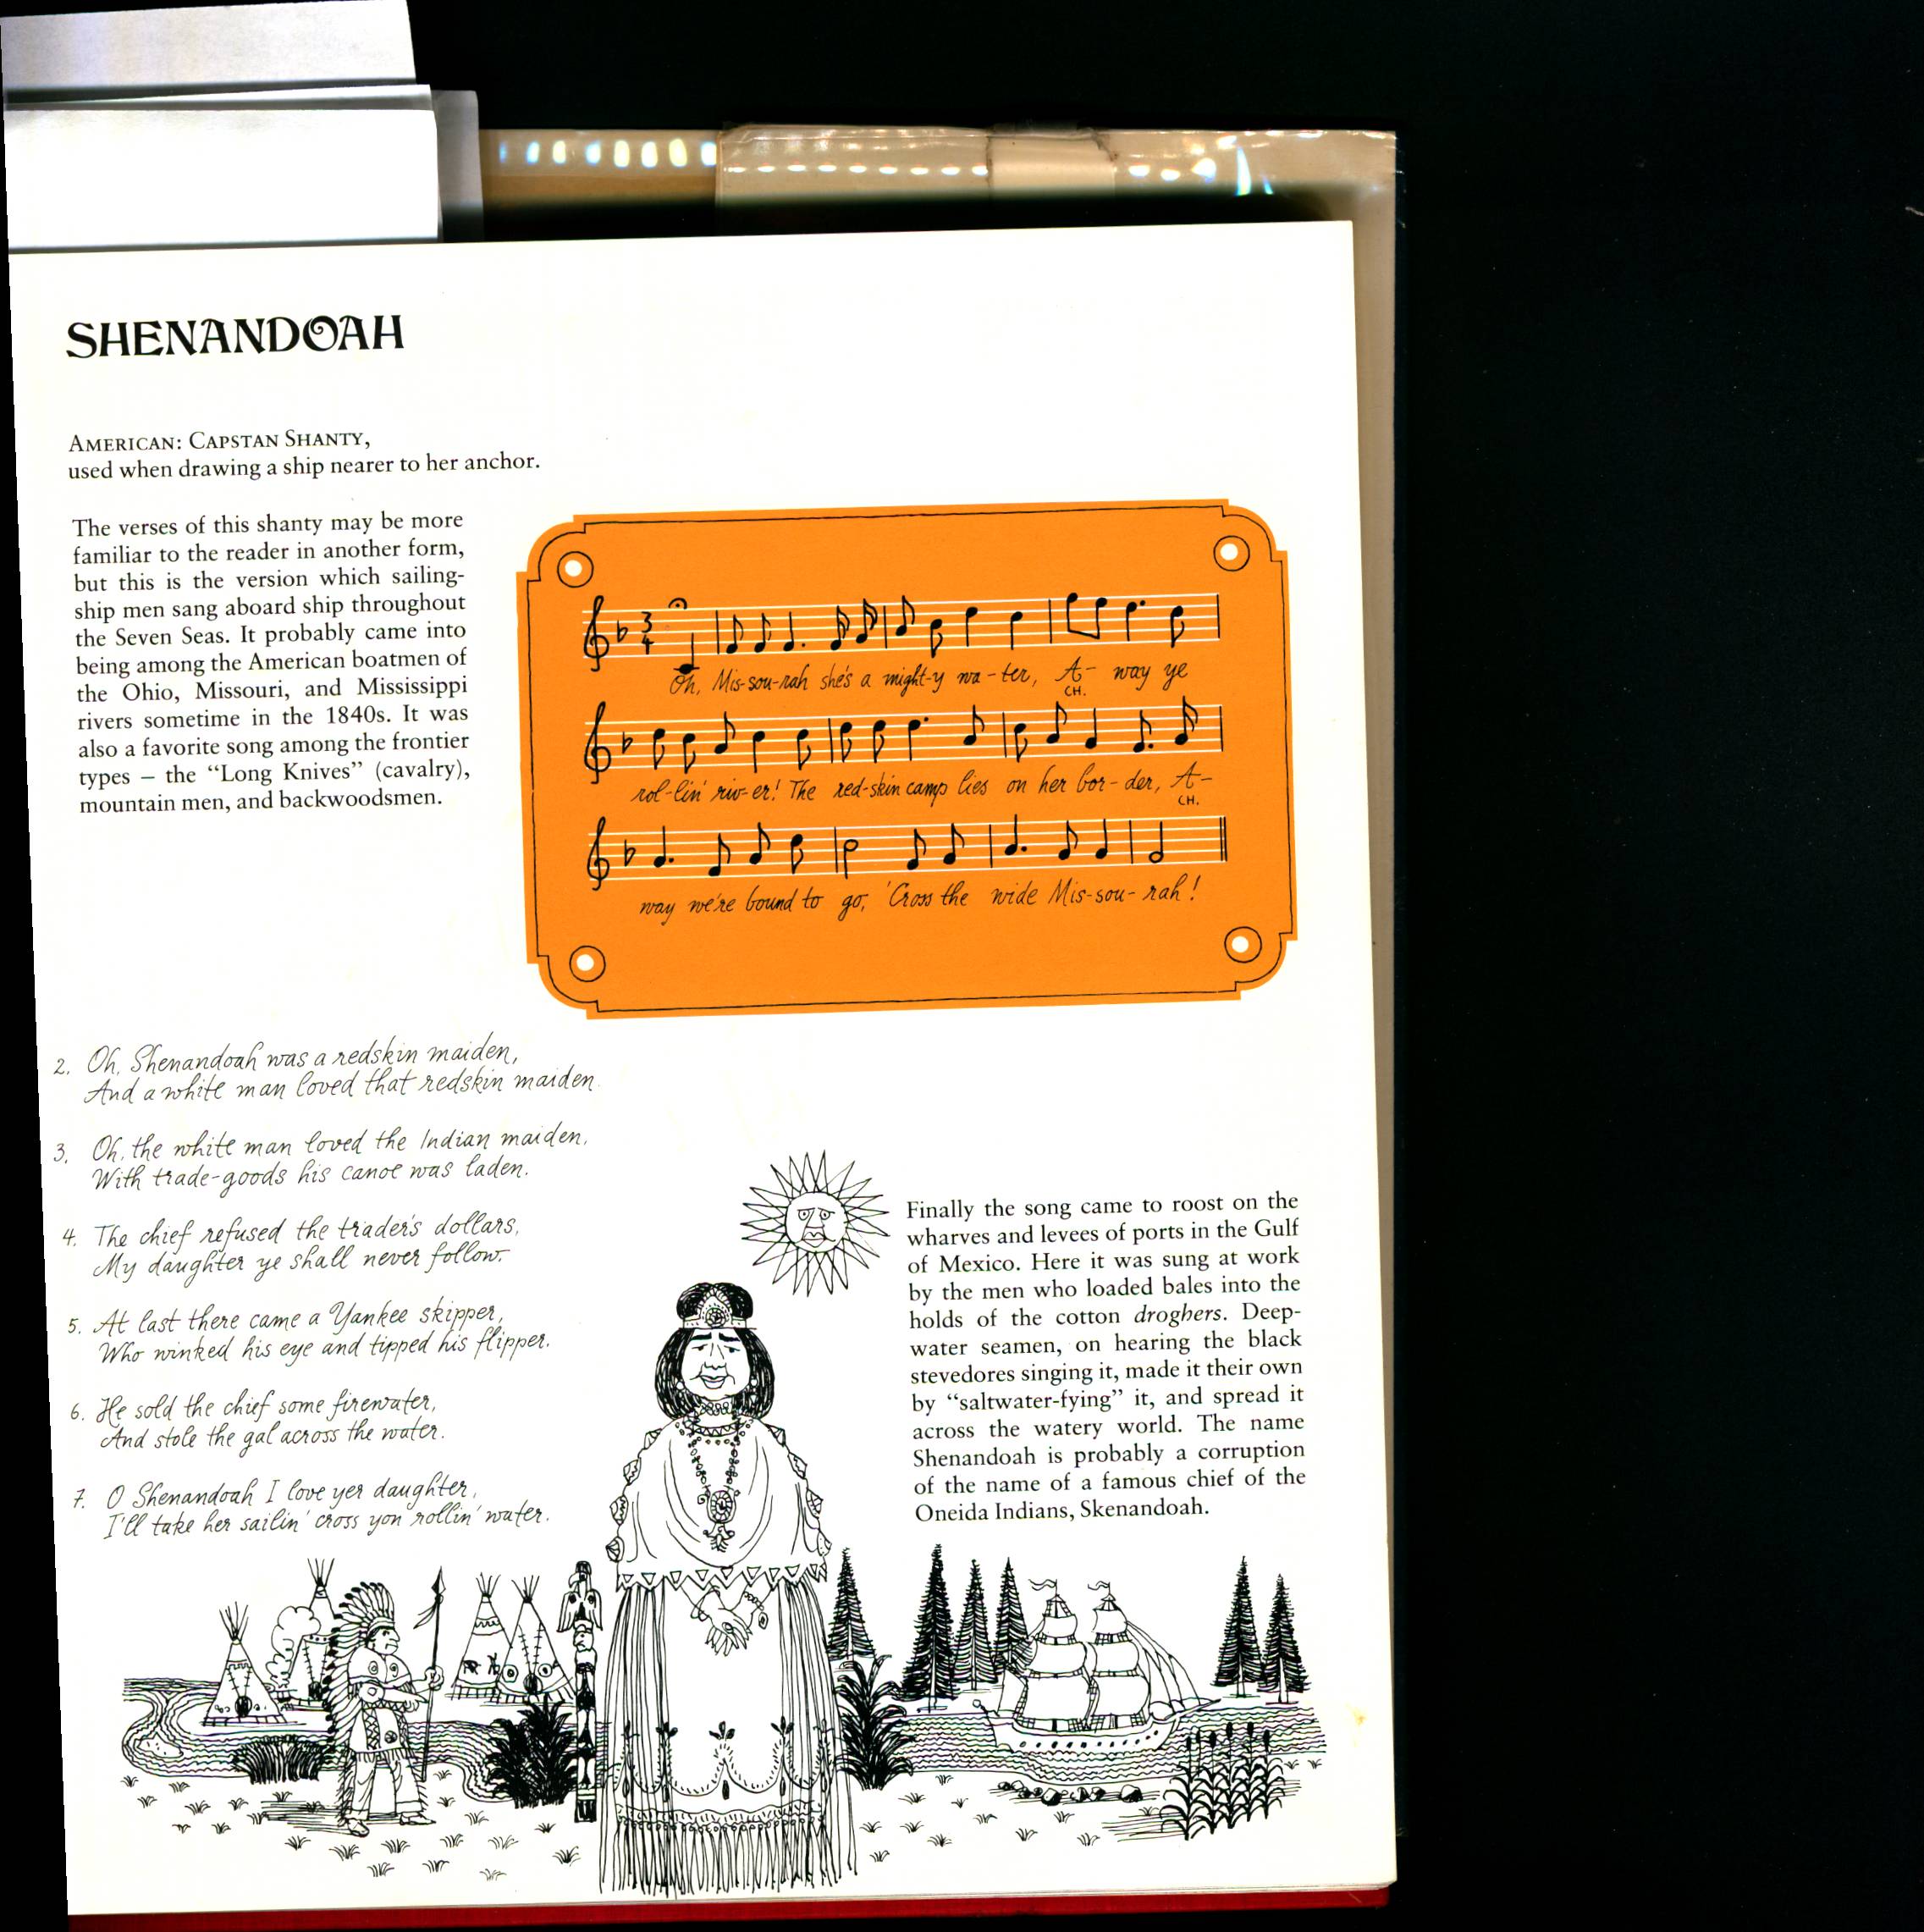 SHENANDOAH
AMERICAN: CAPSTAN SHANTY,
used when drawing a ship nearer to her anchor.
The verses of this shanty may be more
familiar to the reader in another form,
but this is the version which sailing-
ship men sang aboard ship throughout
the Seven Seas. It probably came into
being among the American boatmen of
the Ohio, Missouri, and Mississippi
rivers sometime in the 1840s. It was
also a favorite song among the frontier
types – the “Long Knives” (cavalry),
mountain men, and backwoodsmen.
3
4
Oh, Mis-sou-rah she's a might-y wa-ter, A- way ye
CH.
rol-lin' riv-er! The red-skin camp lies on her bor-der, A-
CH.
way we're bound to go, 'Cross the wide Mis-sou-rah!
2. Oh, Shenandoah was a redskin maiden,
And a white man loved that redskin maiden.
3. Oh, the white man loved the Indian maiden,
With trade-goods his canoe was laden.
4. The chief refused the trader's dollars,
My daughter ye shall never follow.
5. At last there came a Yankee skipper,
Who winked his eye and tipped his flipper.
6. He sold the chief some firewater,
And stole the gal across the water.
7. O Shenandoah I love yer daughter,
I'll take her sailin' cross yon rollin' water.
Finally the song came to roost on the
wharves and levees of ports in the Gulf
of Mexico. Here it was sung at work
by the men who loaded bales into the
holds of the cotton droghers. Deep-
water seamen, on hearing the black
stevedores singing it, made it their own
by “saltwater-fying” it, and spread it
across the watery world. The name
Shenandoah is probably a corruption
of the name of a famous chief of the
Oneida Indians, Skenandoah.